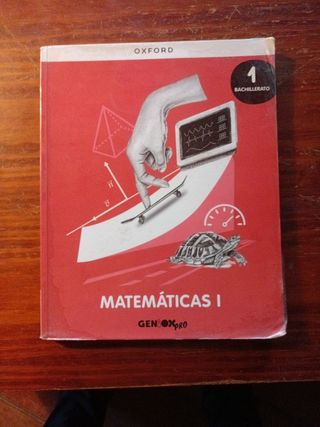 OXFORD
1
BACHILLERATO
MATEMÁTICAS I
GENiOX PRO